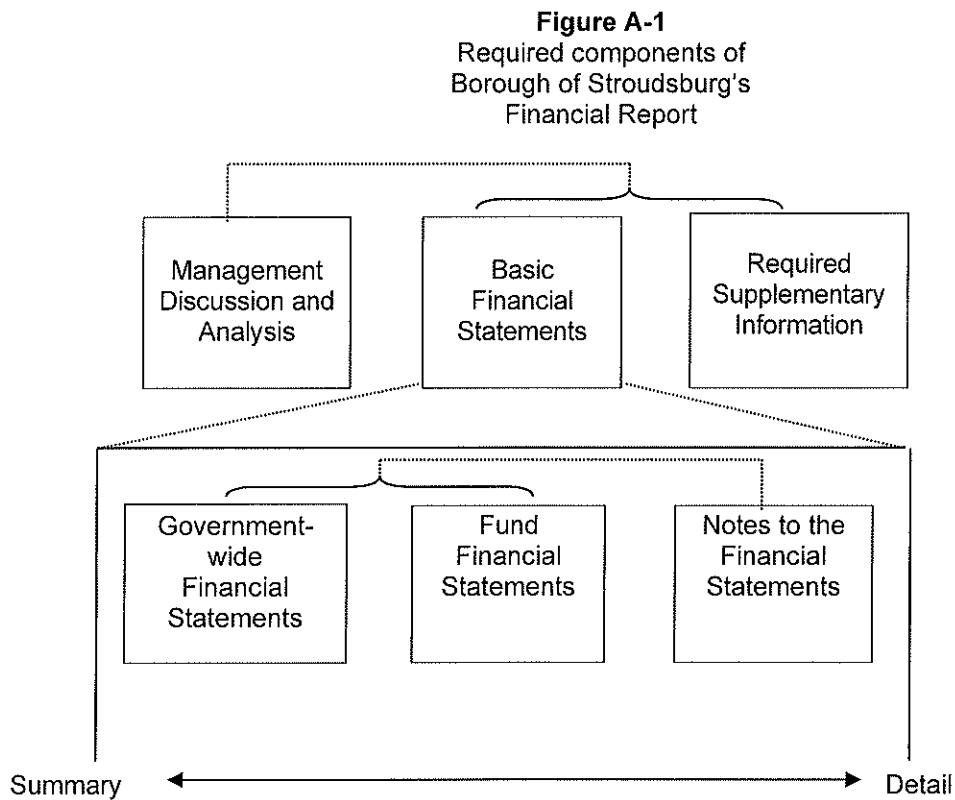 Figure A-1
Required components of
Borough of Stroudsburg's
Financial Report
Management
Discussion and
Analysis
Basic
Financial
Statements
Required
Supplementary
Information
Government-
wide
Financial
Statements
Fund
Financial
Statements
Notes to the
Financial
Statements
Summary
Detail